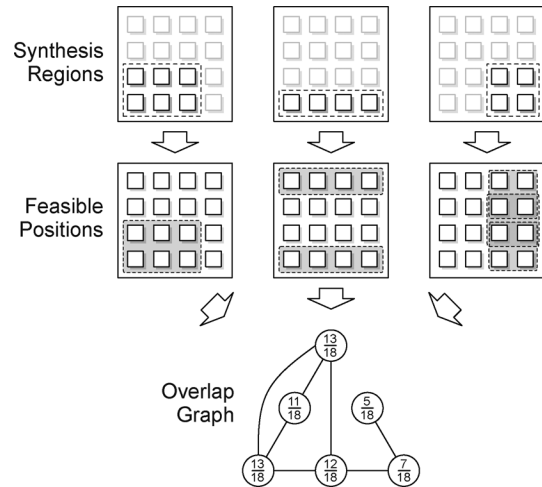 Synthesis
Regions
Feasible
Positions
Overlap
Graph
13
18
11
18
5
18
13
18
12
18
7
18